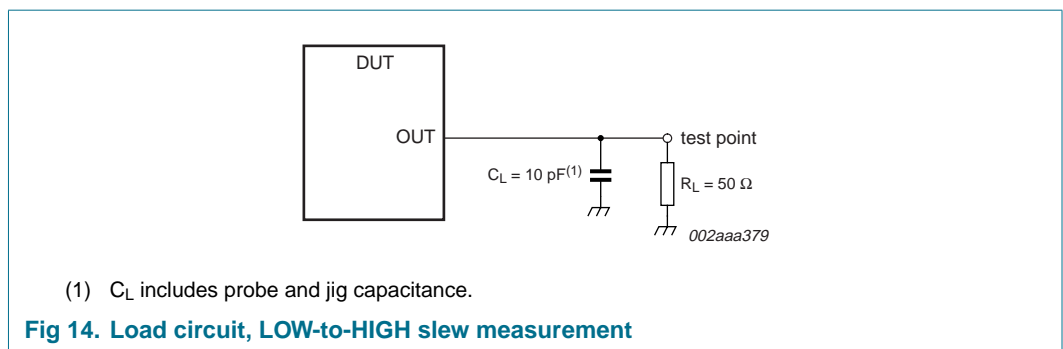 DUT
OUT
test point
C_L = 10 pF(1)
R_L = 50 Ω
002aaa379
(1) C_L includes probe and jig capacitance.
Fig 14. Load circuit, LOW-to-HIGH slew measurement